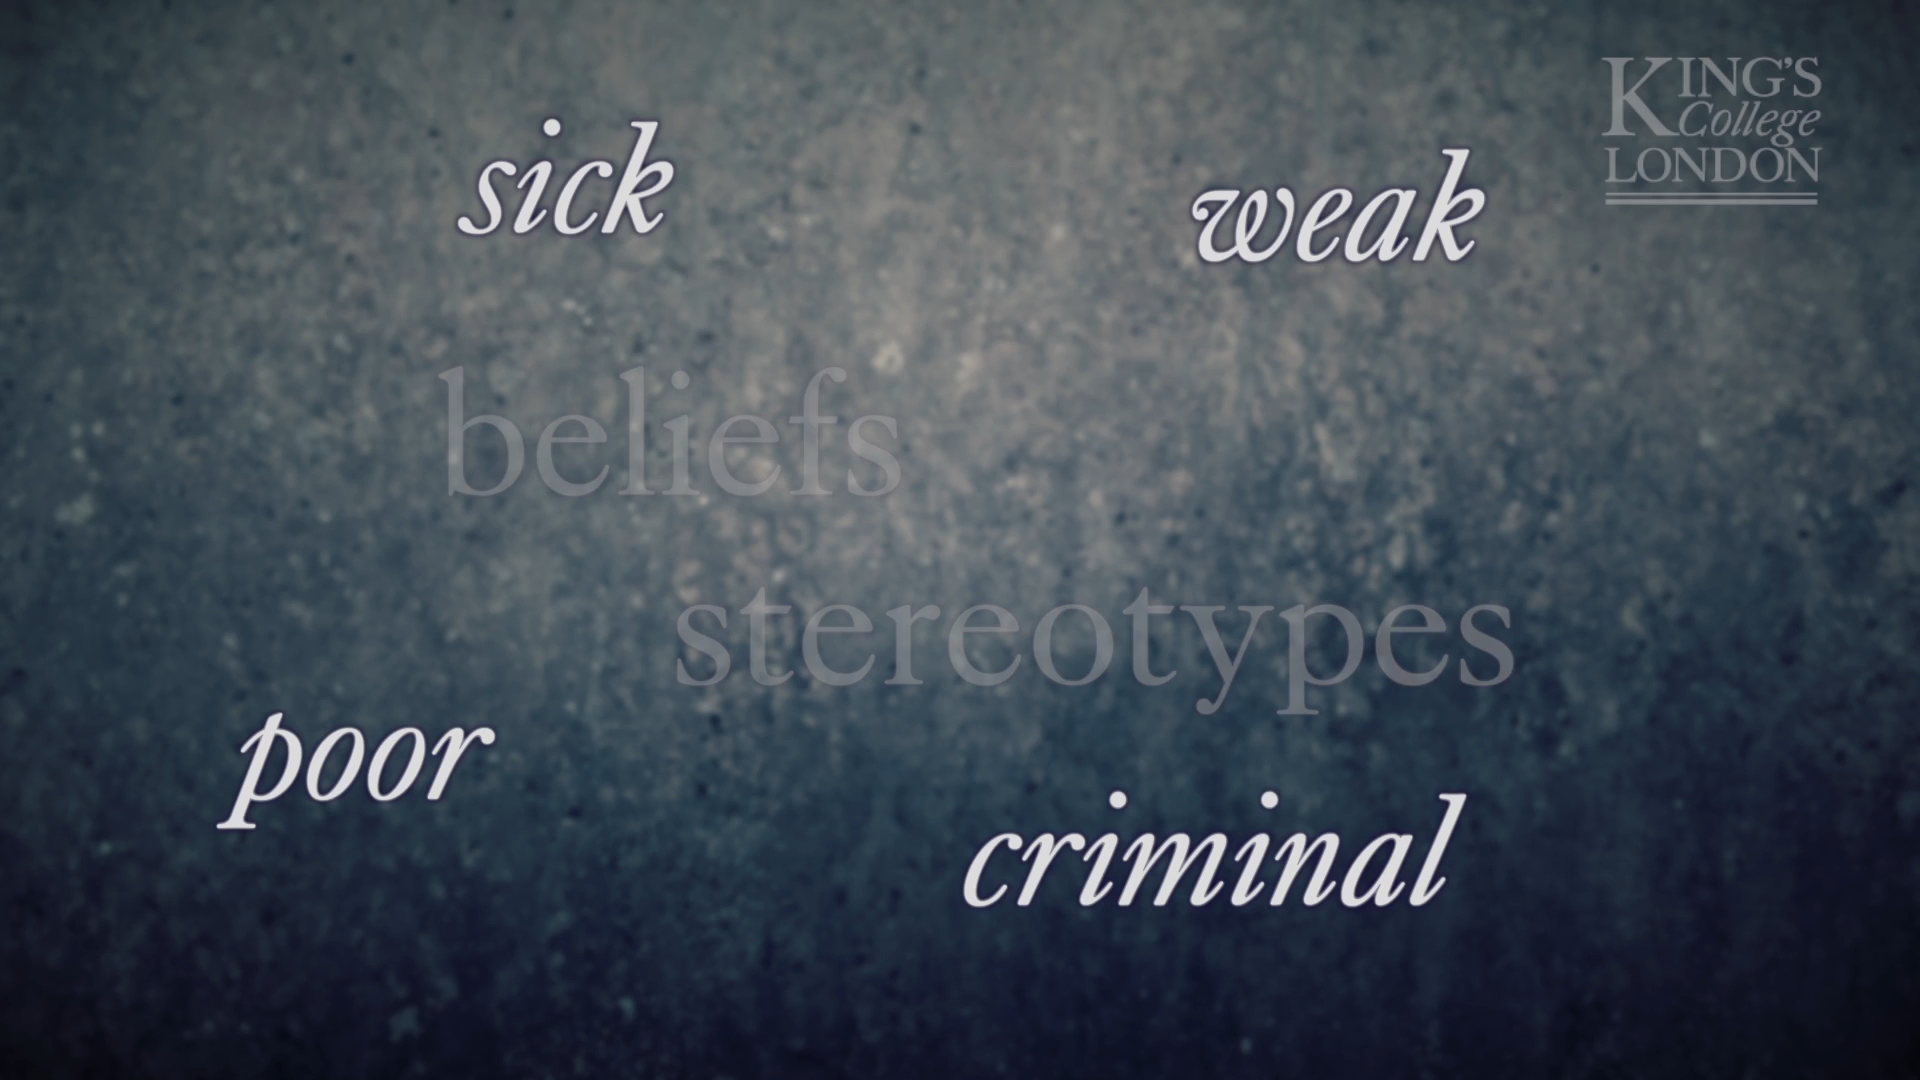 KING'S
College
LONDON
sick
weak
beliefs
stereotypes
poor
criminal